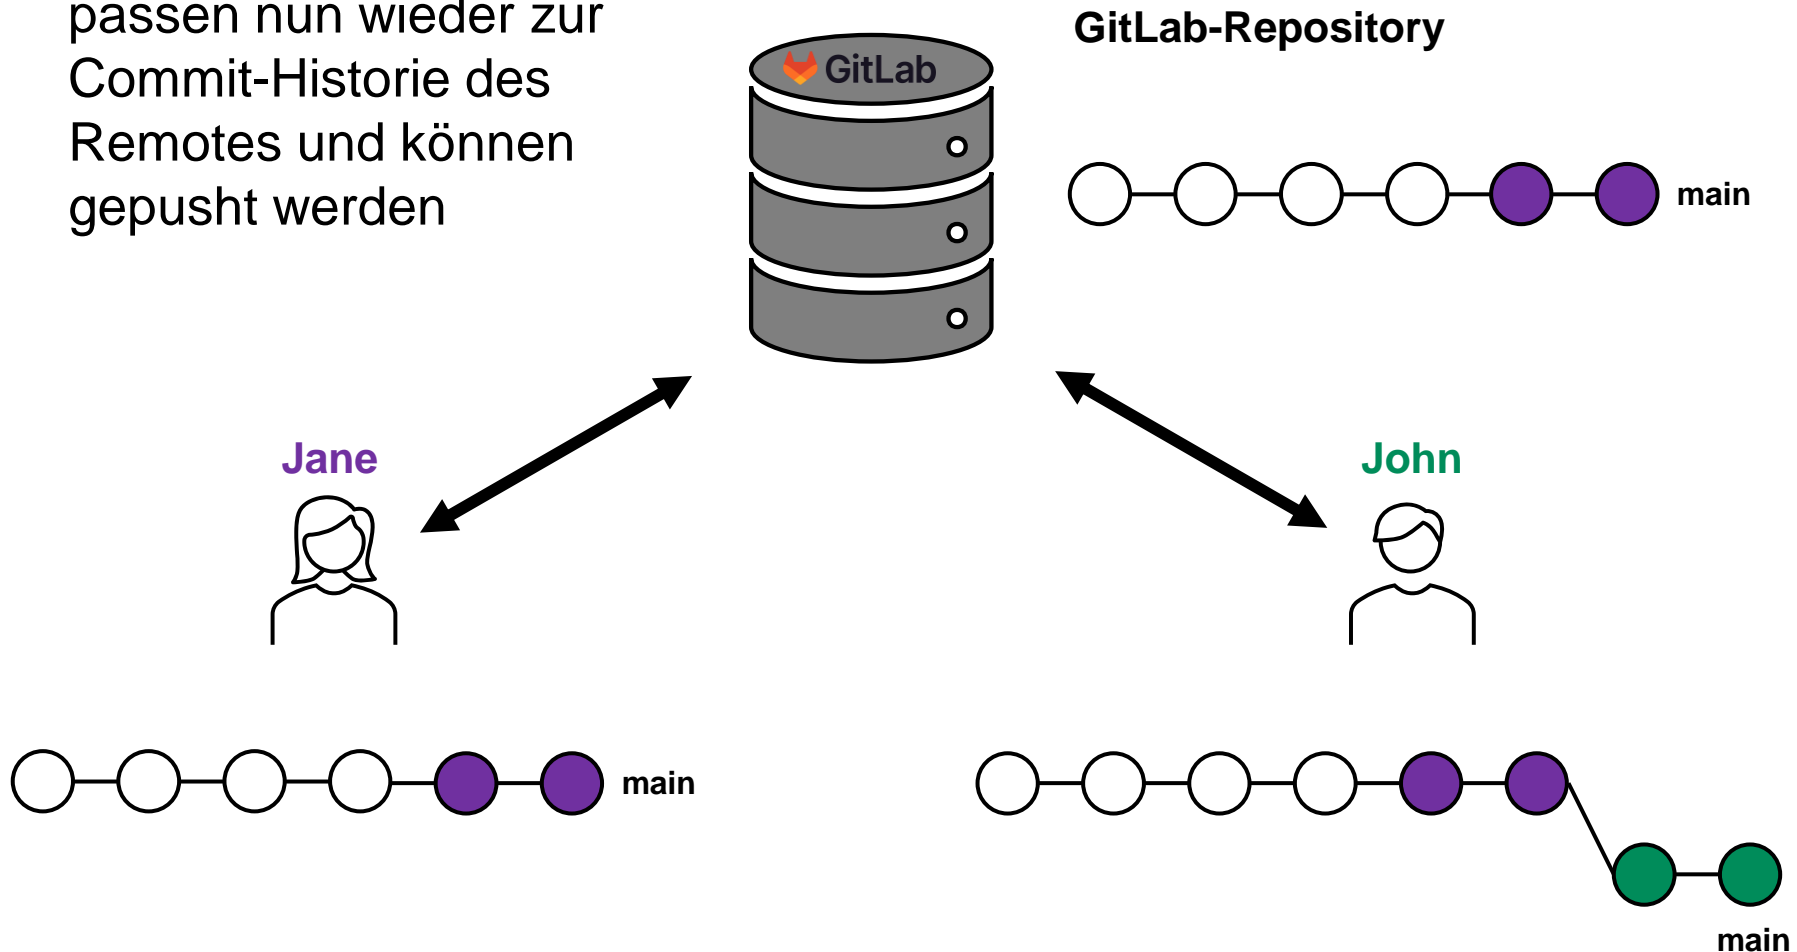 passen nun wieder zur
Commit-Historie des
Remotes und können
gepusht werden
GitLab-Repository
GitLab
main
Jane
John
main
main